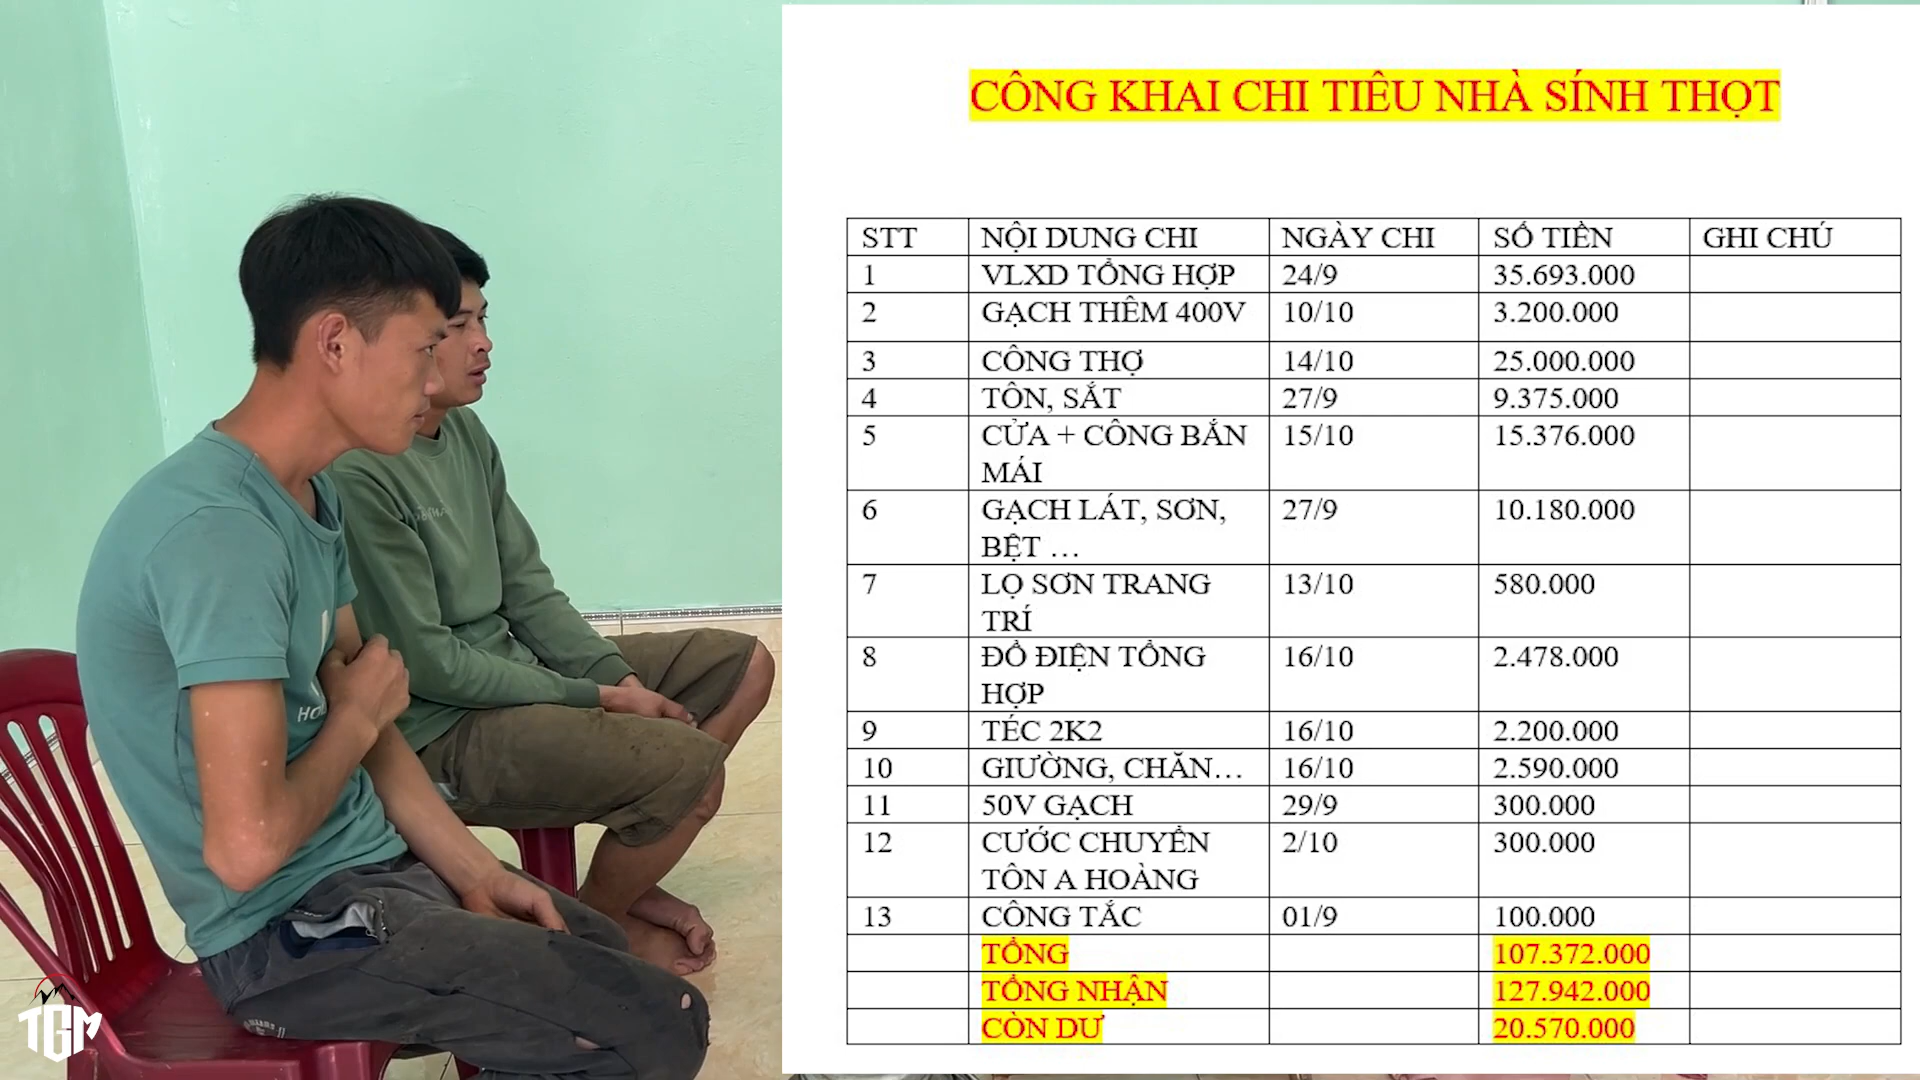 CÔNG KHAI CHI TIÊU NHÀ SÍNH THỌT
STT NỘI DUNG CHI NGÀY CHI SỐ TIỀN GHI CHÚ
1 VLXD TỔNG HỢP 24/9 35.693.000
2 GẠCH THÊM 400V 10/10 3.200.000
3 CÔNG THỢ 14/10 25.000.000
4 TÔN, SẮT 27/9 9.375.000
5 CỬA + CÔNG BẮN 15/10 15.376.000
MÁI
6 GẠCH LÁT, SƠN, 27/9 10.180.000
BỆT …
7 LỌ SƠN TRANG 13/10 580.000
TRÍ
8 ĐỒ ĐIỆN TỔNG 16/10 2.478.000
HỢP
9 TÉC 2K2 16/10 2.200.000
10 GIƯỜNG, CHĂN… 16/10 2.590.000
11 50V GẠCH 29/9 300.000
12 CƯỚC CHUYỂN 2/10 300.000
TÔN A HOÀNG
13 CÔNG TẮC 01/9 100.000
TỔNG 107.372.000
TỔNG NHẬN 127.942.000
CÒN DƯ 20.570.000
TGM